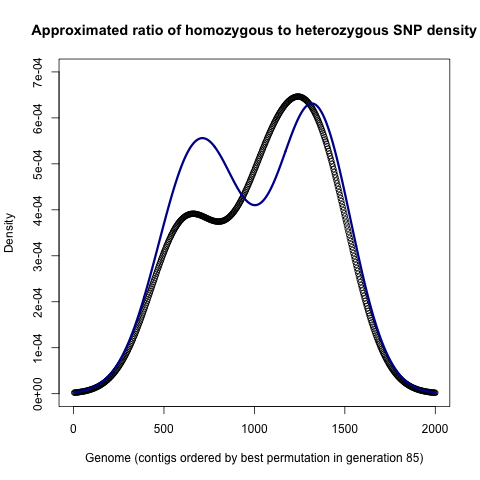 Approximated ratio of homozygous to heterozygous SNP density
7e-04
6e-04
5e-04
4e-04
3e-04
2e-04
1e-04
0e+00
Density
0 500 1000 1500 2000
Genome (contigs ordered by best permutation in generation 85)